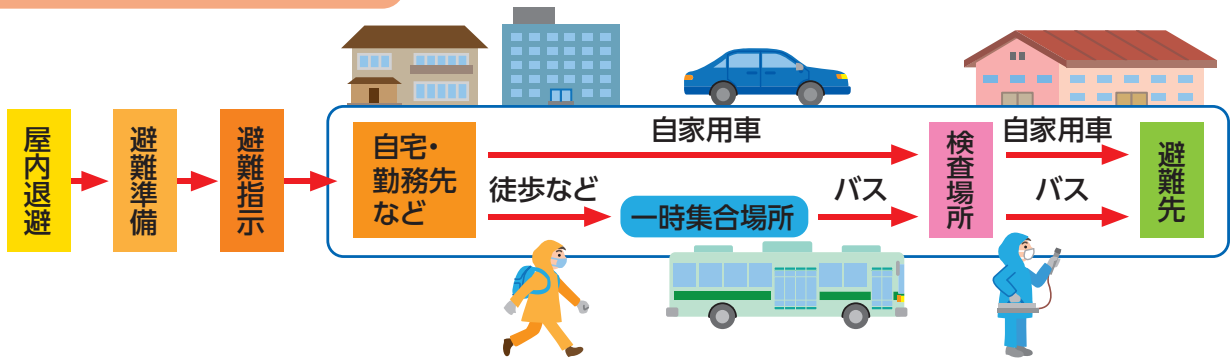 屋内退避
避難準備
避難指示
自宅・
勤務先
など
自家用車
徒歩など
一時集合場所
バス
検査場所
自家用車
バス
避難先